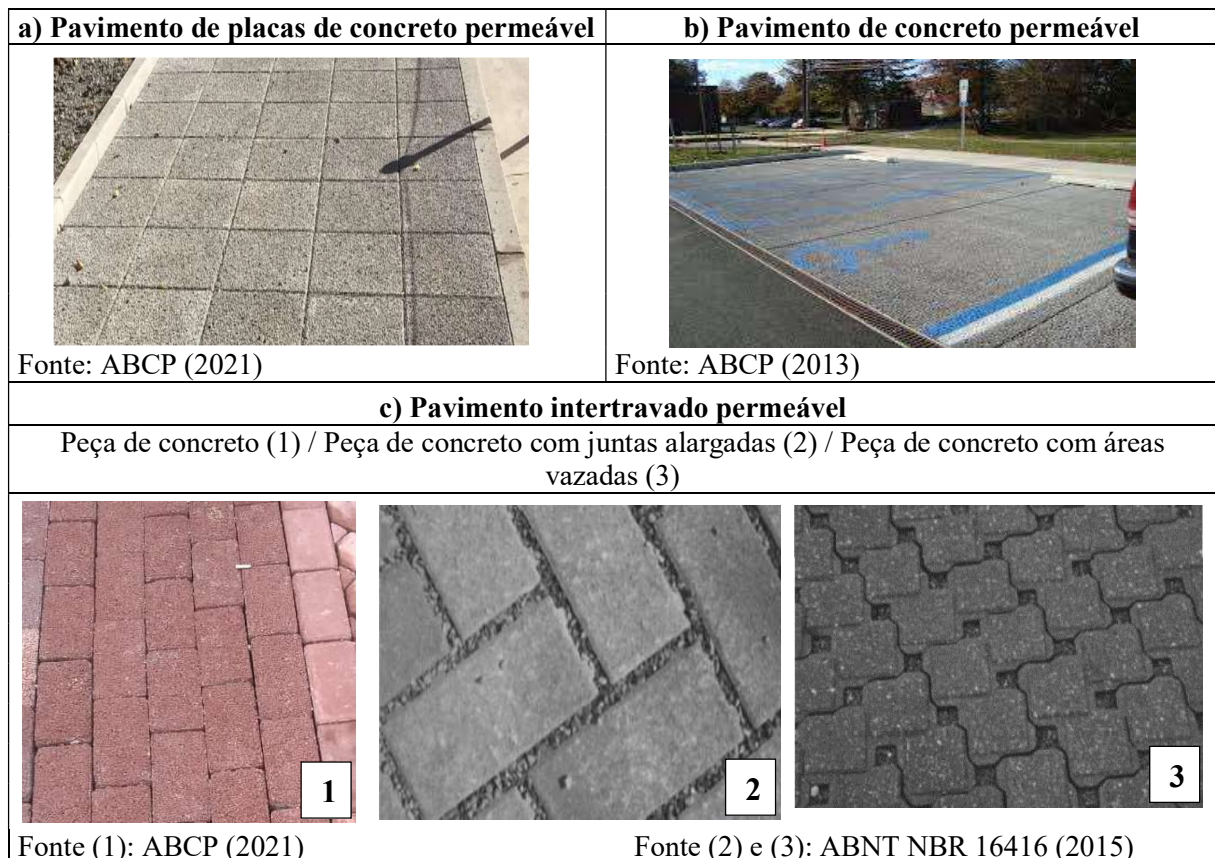 a) Pavimento de placas de concreto permeável
b) Pavimento de concreto permeável
Fonte: ABCP (2021)
Fonte: ABCP (2013)
c) Pavimento intertravado permeável
Peça de concreto (1) / Peça de concreto com juntas alargadas (2) / Peça de concreto com áreas
vazadas (3)
1
2
3
Fonte (1): ABCP (2021)
Fonte (2) e (3): ABNT NBR 16416 (2015)